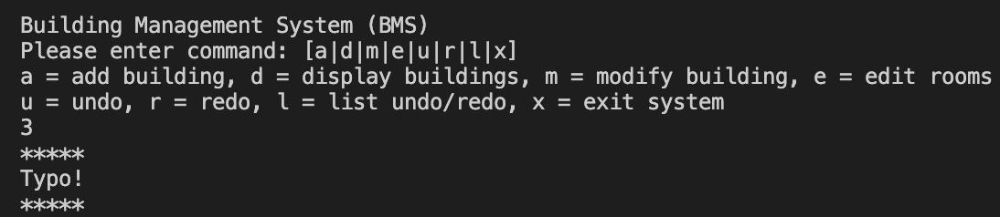 Building Management System (BMS)
Please enter command: [a|d|m|e|u|r|l|x]
a = add building, d = display buildings, m = modify building, e = edit rooms
u = undo, r = redo, l = list undo/redo, x = exit system
3
*****
Typo!
*****